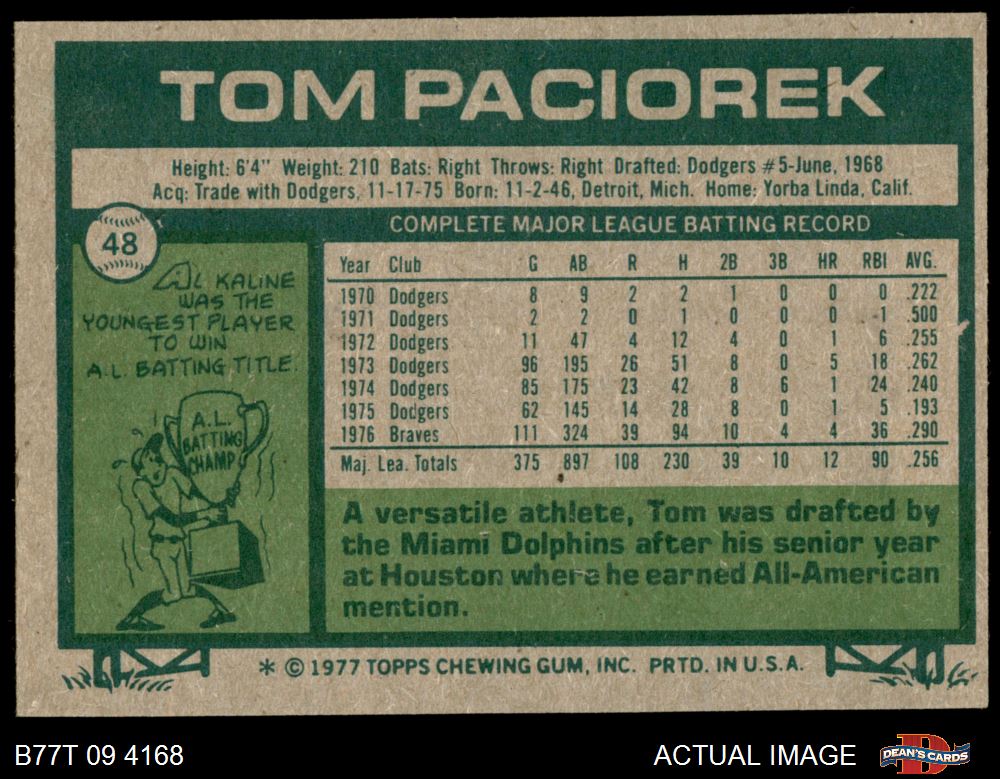 TOM PACIOREK
Height: 6'4" Weight: 210 Bats: Right Throws: Right Drafted: Dodgers #5-June, 1968
Acq: Trade with Dodgers, 11-17-75 Born: 11-2-46, Detroit, Mich. Home: Yorba Linda, Calif.
48
AL KALINE
WAS THE
YOUNGEST PLAYER
TO WIN
A.L. BATTING TITLE.
A.L.
BATTING
CHAMP
COMPLETE MAJOR LEAGUE BATTING RECORD
Year Club G AB R H 2B 3B HR RBI AVG.
1970 Dodgers 8 9 2 2 1 0 0 0 .222
1971 Dodgers 2 2 0 1 0 0 0 1 .500
1972 Dodgers 11 47 4 12 4 0 1 6 .255
1973 Dodgers 96 195 26 51 8 0 5 18 .262
1974 Dodgers 85 175 23 42 8 6 1 24 .240
1975 Dodgers 62 145 14 28 8 0 1 5 .193
1976 Braves 111 324 39 94 10 4 4 36 .290
Maj. Lea. Totals 375 897 108 230 39 10 12 90 .256
A versatile athlete, Tom was drafted by
the Miami Dolphins after his senior year
at Houston where he earned All-American
mention.
* © 1977 TOPPS CHEWING GUM, INC. PRTD. IN U.S.A.
B77T 09 4168
ACTUAL IMAGE
DEAN'S CARDS